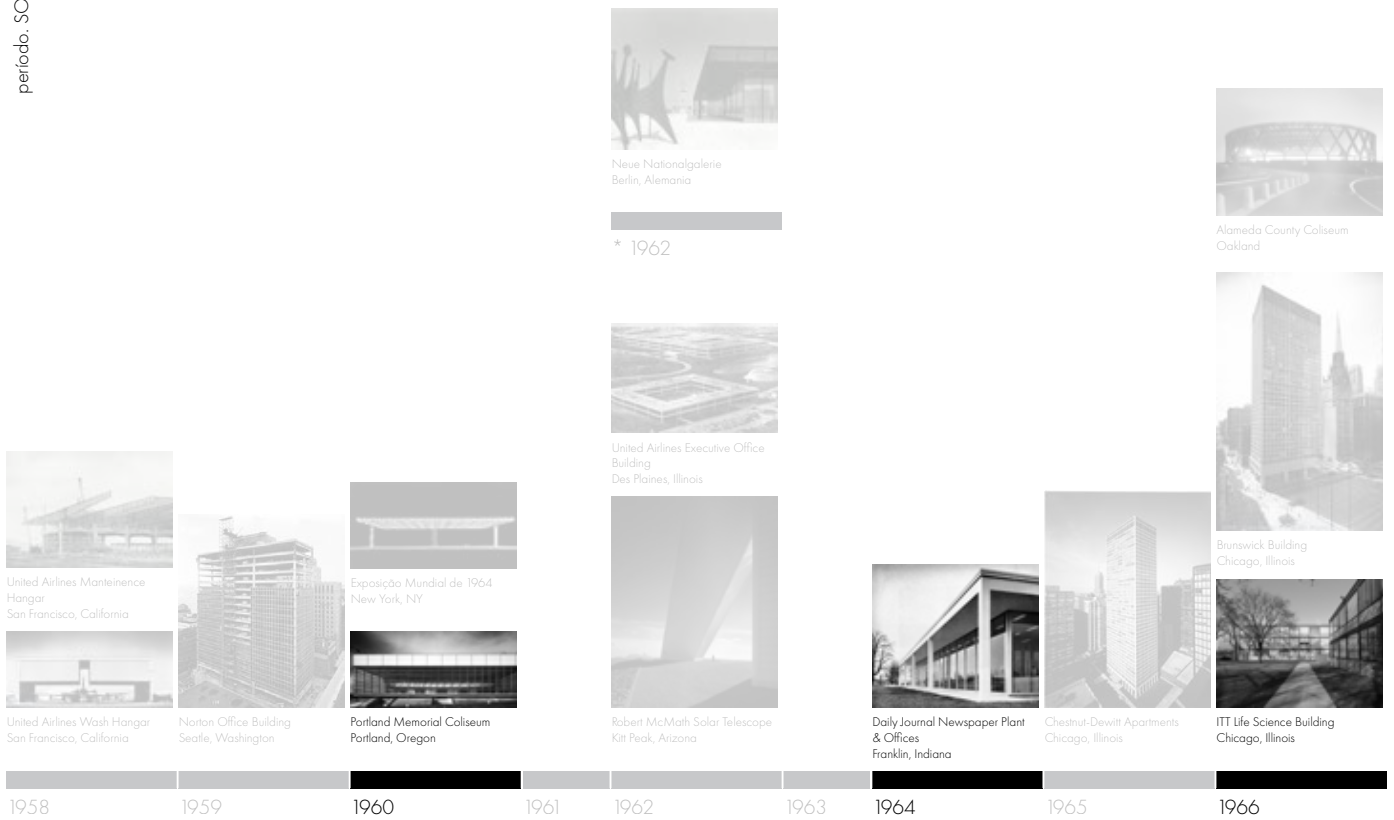 período. SO
Neue Nationalgalerie
Berlin, Alemania
* 1962
Alameda County Coliseum
Oakland
United Airlines Executive Office
Building
Des Plaines, Illinois
Brunswick Building
Chicago, Illinois
United Airlines Manteinence
Hangar
San Francisco, California
Exposição Mundial de 1964
New York, NY
United Airlines Wash Hangar
San Francisco, California
Norton Office Building
Seatle, Washington
Portland Memorial Coliseum
Portland, Oregon
Robert McMath Solar Telescope
Kitt Peak, Arizona
Daily Journal Newspaper Plant
& Offices
Franklin, Indiana
Chestnut-Dewitt Apartments
Chicago, Illinois
ITT Life Science Building
Chicago, Illinois
1958
1959
1960
1961
1962
1963
1964
1965
1966